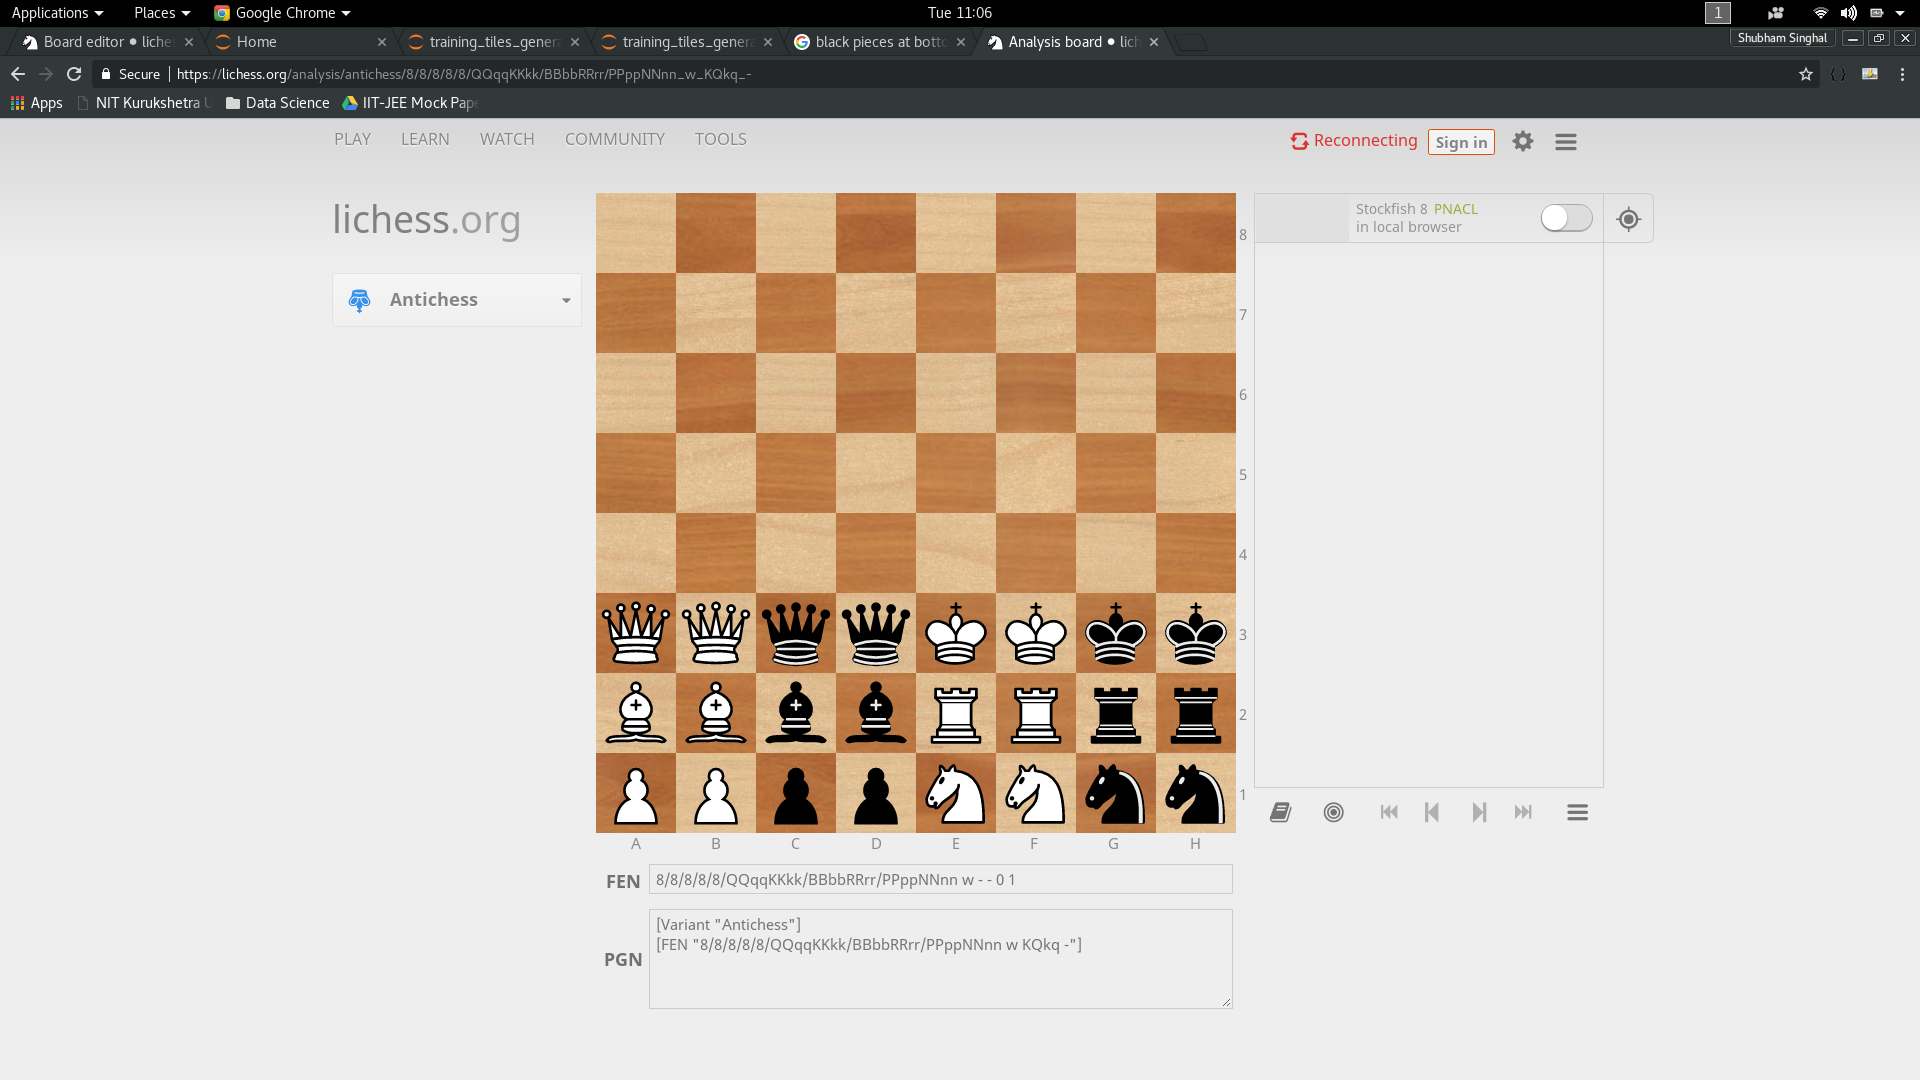 Applications Places Google Chrome Tue 11:06 1
Board editor • liche Home training_tiles_genera training_tiles_genera black pieces at botto Analysis board • lich Shubham Singhal
Secure https://lichess.org/analysis/antichess/8/8/8/8/8/QQqqKKkk/BBbbRRrr/PPppNNnn_w_KQkq_-
Apps NIT Kurukshetra U Data Science IIT-JEE Mock Pape
PLAY LEARN WATCH COMMUNITY TOOLS Reconnecting Sign in
lichess.org
Antichess
Stockfish 8 PNACL
in local browser
8
7
6
5
4
3
2
1
A B C D E F G H
FEN 8/8/8/8/8/QQqqKKkk/BBbbRRrr/PPppNNnn w - - 0 1
PGN
[Variant "Antichess"]
[FEN "8/8/8/8/8/QQqqKKkk/BBbbRRrr/PPppNNnn w KQkq -"]